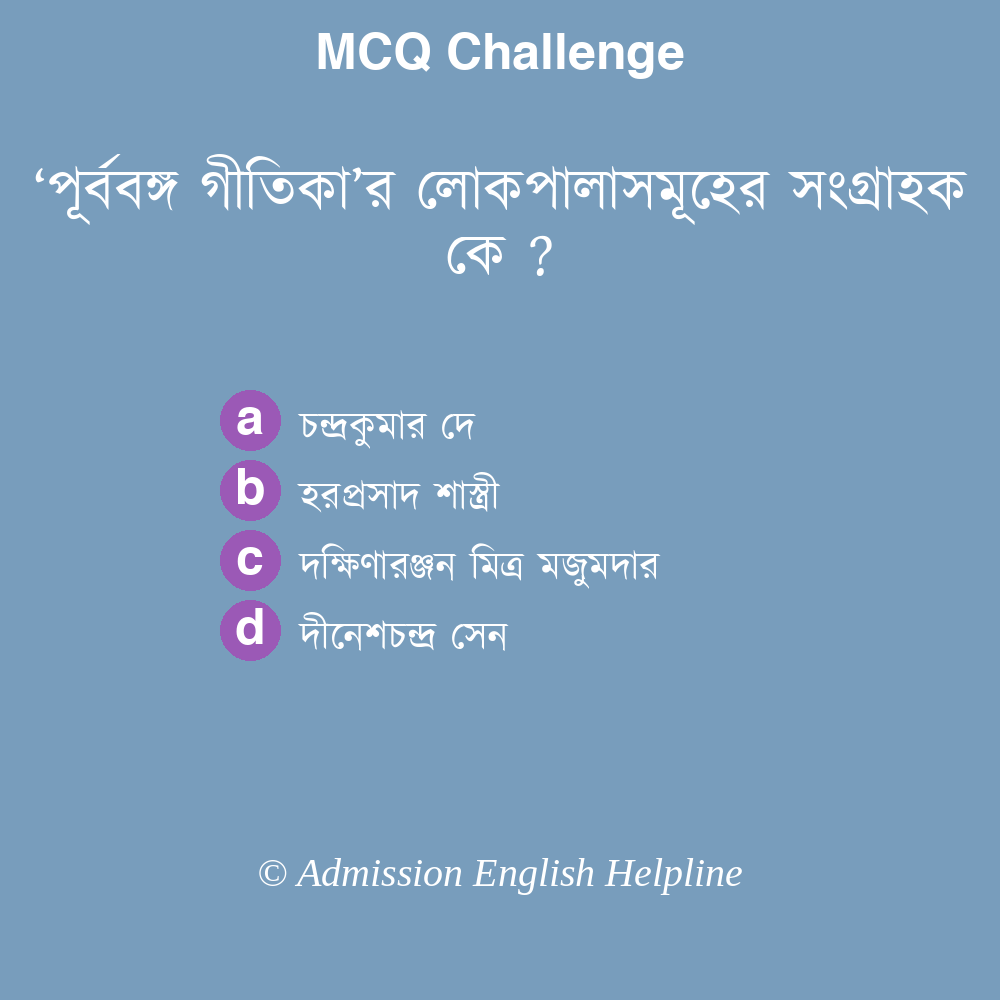 MCQ Challenge
‘পূর্ববঙ্গ গীতিকা’র লোকপালাসমূহের সংগ্রাহক
কে ?
a চন্দ্রকুমার দে
b হরপ্রসাদ শাস্ত্রী
c দক্ষিণারঞ্জন মিত্র মজুমদার
d দীনেশচন্দ্র সেন
© Admission English Helpline